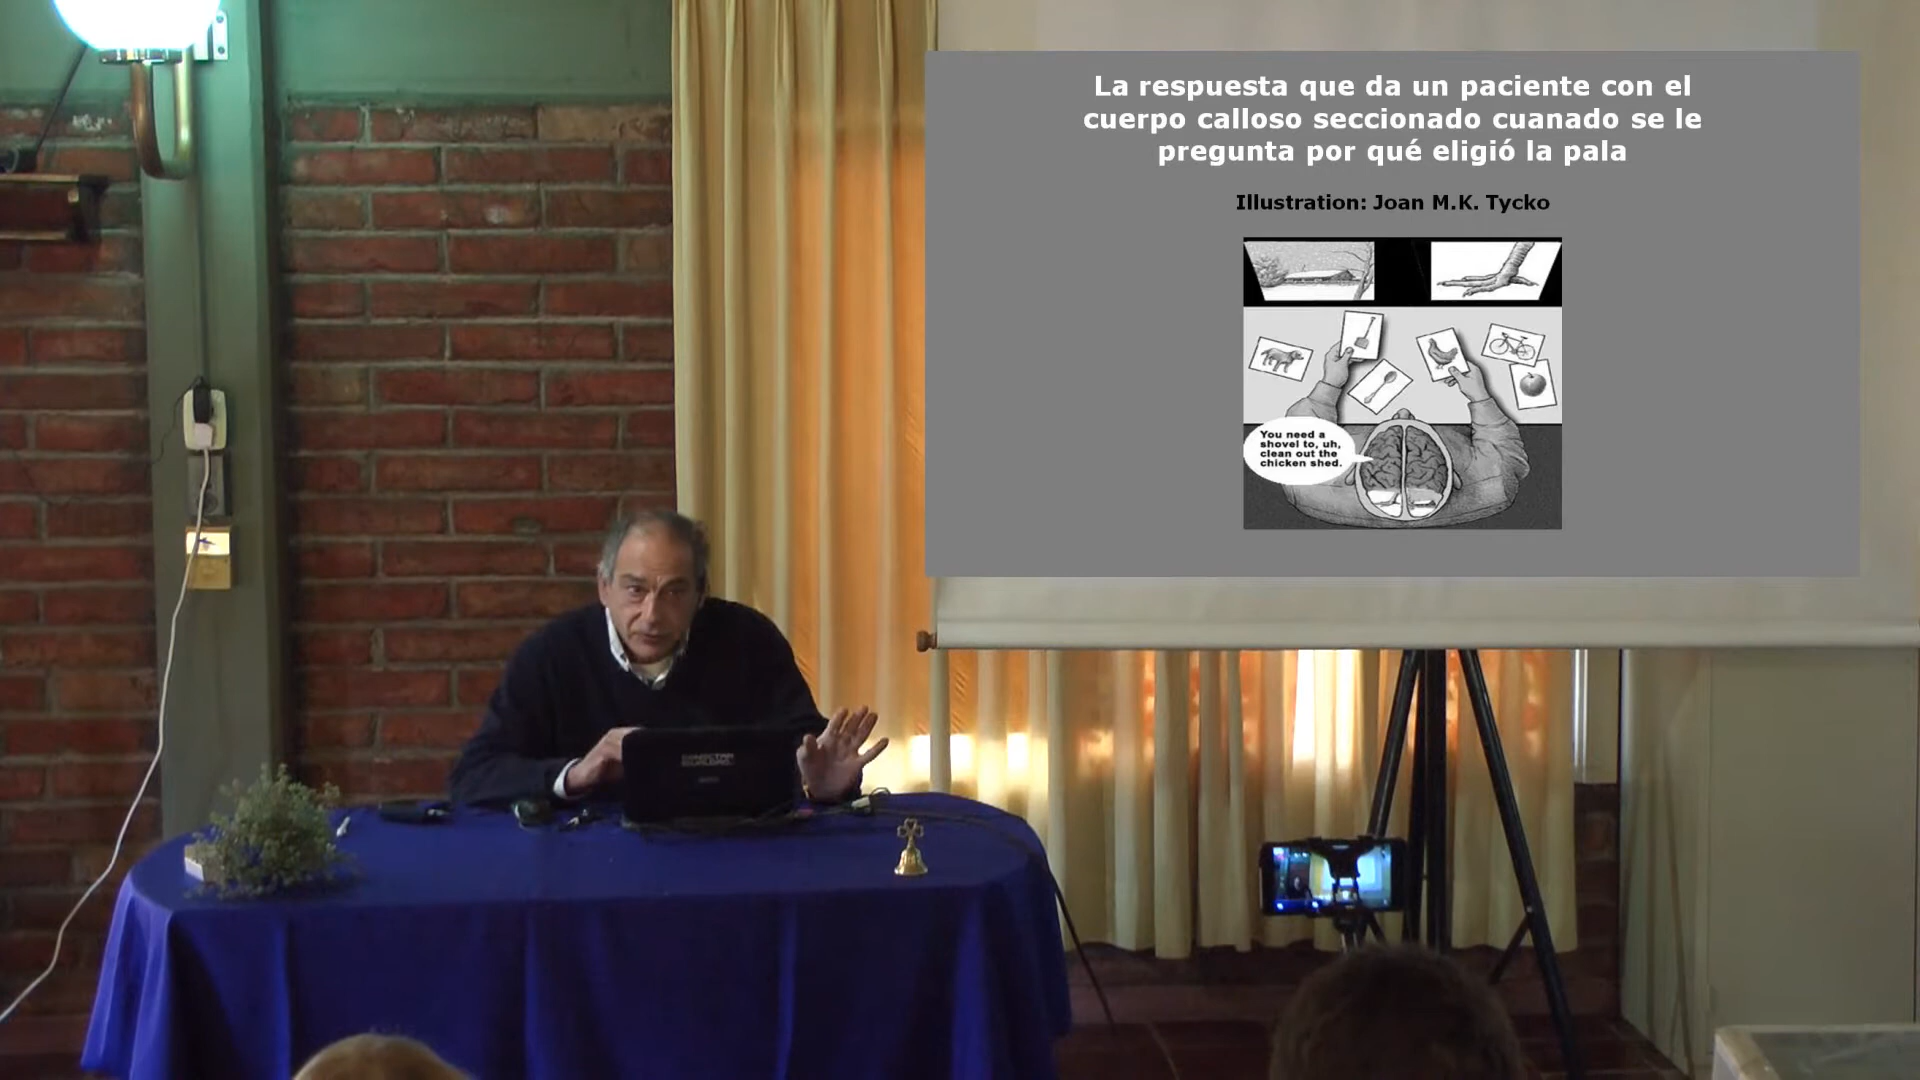 La respuesta que da un paciente con el
cuerpo calloso seccionado cuanado se le
pregunta por qué eligió la pala
Illustration: Joan M.K. Tycko
You need a
shovel to, uh,
clean out the
chicken shed.